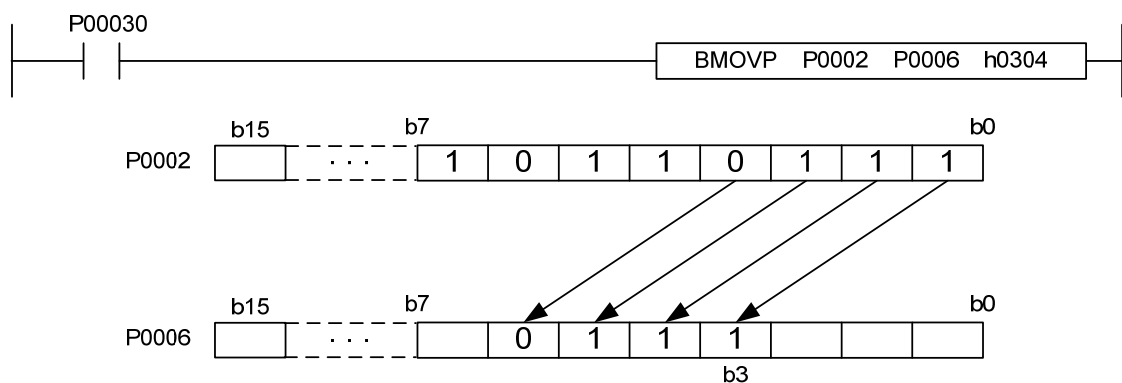 P00030
BMOVP P0002 P0006 h0304
b15 b7 b0
P0002 · · · 1 0 1 1 0 1 1 1
b15 b7 b0
P0006 · · · 0 1 1 1
b3